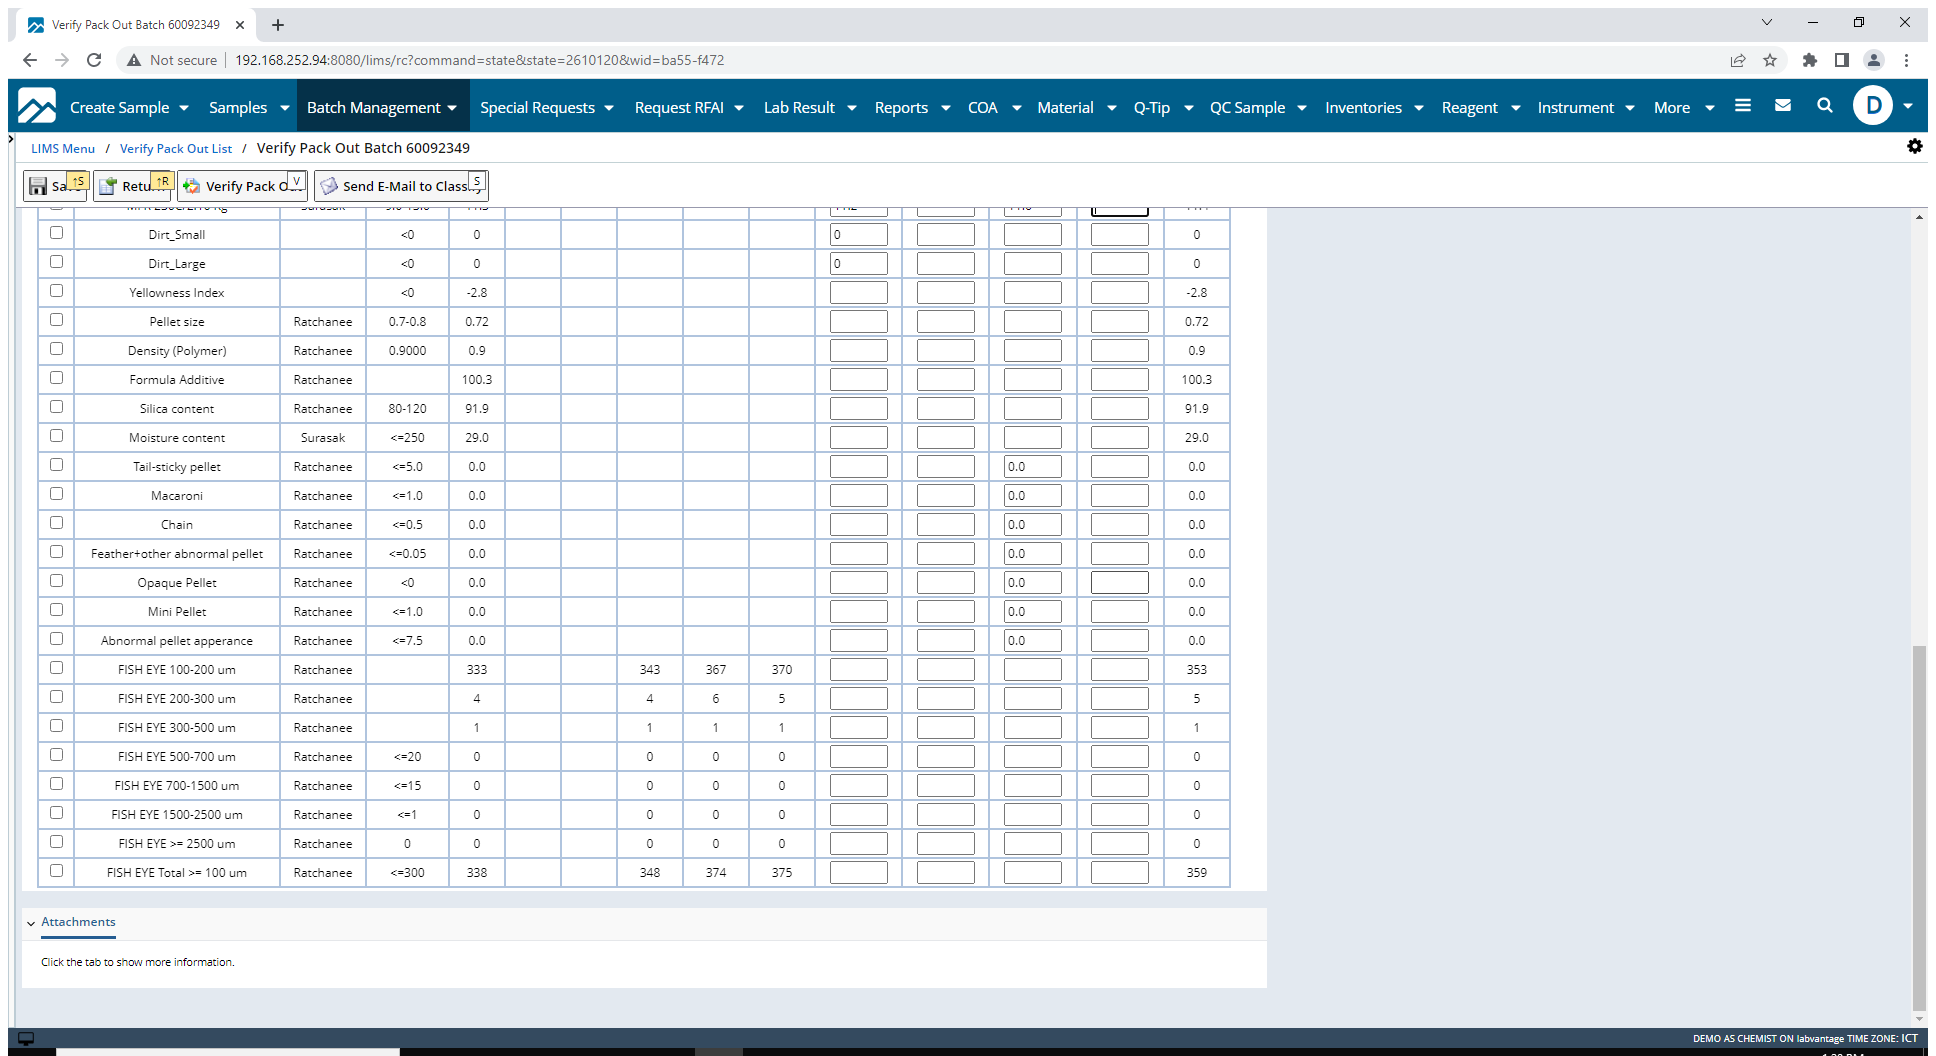 Verify Pack Out Batch 60092349
Not secure 192.168.252.94:8080/lims/rc?command=state&state=2610120&wid=ba55-f472
Create Sample Samples Batch Management Special Requests Request RFAI Lab Result Reports COA Material Q-Tip QC Sample Inventories Reagent Instrument More D
LIMS Menu / Verify Pack Out List / Verify Pack Out Batch 60092349
↑S ↑R Verify Pack O V Send E-Mail to Class S
Dirt_Small <0 0 0 0
Dirt_Large <0 0 0 0
Yellowness Index <0 -2.8 -2.8
Pellet size Ratchanee 0.7-0.8 0.72 0.72
Density (Polymer) Ratchanee 0.9000 0.9 0.9
Formula Additive Ratchanee 100.3 100.3
Silica content Ratchanee 80-120 91.9 91.9
Moisture content Surasak <=250 29.0 29.0
Tail-sticky pellet Ratchanee <=5.0 0.0 0.0 0.0
Macaroni Ratchanee <=1.0 0.0 0.0 0.0
Chain Ratchanee <=0.5 0.0 0.0 0.0
Feather+other abnormal pellet Ratchanee <=0.05 0.0 0.0 0.0
Opaque Pellet Ratchanee <0 0.0 0.0 0.0
Mini Pellet Ratchanee <=1.0 0.0 0.0 0.0
Abnormal pellet apperance Ratchanee <=7.5 0.0 0.0 0.0
FISH EYE 100-200 um Ratchanee 333 343 367 370 353
FISH EYE 200-300 um Ratchanee 4 4 6 5 5
FISH EYE 300-500 um Ratchanee 1 1 1 1 1
FISH EYE 500-700 um Ratchanee <=20 0 0 0 0 0
FISH EYE 700-1500 um Ratchanee <=15 0 0 0 0 0
FISH EYE 1500-2500 um Ratchanee <=1 0 0 0 0 0
FISH EYE >= 2500 um Ratchanee 0 0 0 0 0 0
FISH EYE Total >= 100 um Ratchanee <=300 338 348 374 375 359
Attachments
Click the tab to show more information.
DEMO AS CHEMIST ON labvantage TIME ZONE: ICT